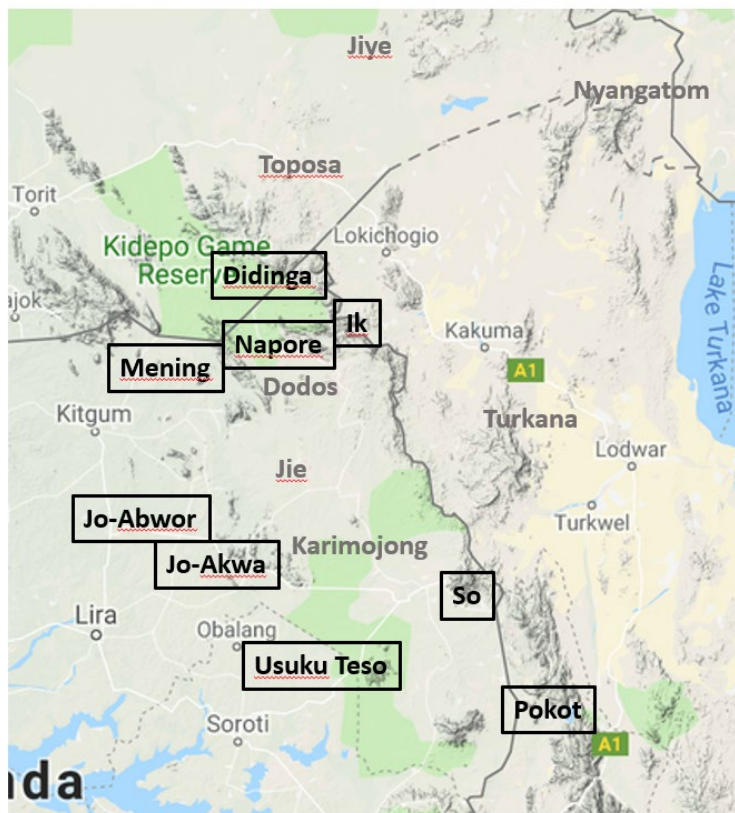 Jiye
Nyangatom
Toposa
Torit
Lokichogio
Kidepo Game
Reserv
Didinga
Lake Turkana
ajok
Ik
Napore
Kakuma
Mening
A1
Dodos
Kitgum
Turkana
Lodwar
Jie
Turkwel
Jo-Abwor
Karimojong
Jo-Akwa
So
Lira
Obalang
Usuku Teso
Pokot
Soroti
A1
nda